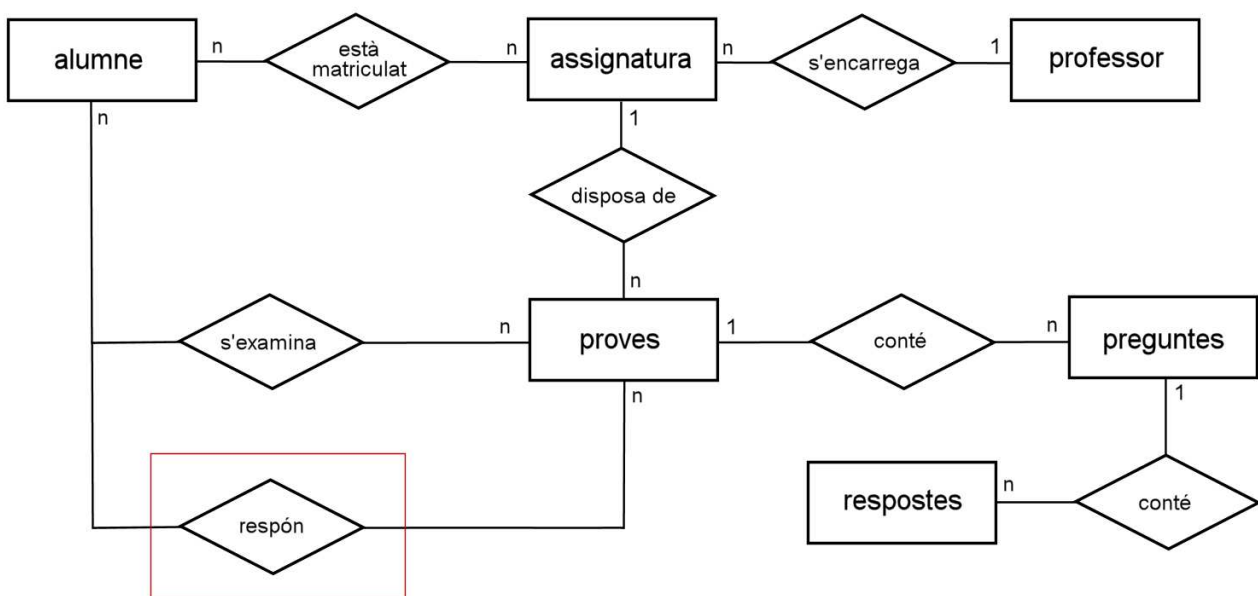 alumne
n
està
matriculat
n
assignatura
n
s'encarrega
1
professor
n
1
disposa de
n
s'examina
n
proves
1
conté
n
preguntes
n
1
respón
respostes
n
conté